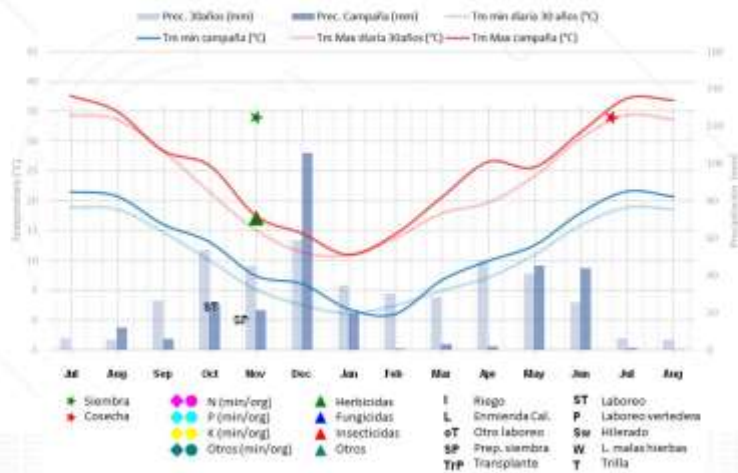 Prec. 30años (mm) Prec. Campaña (mm) Tm min diaria 30 años (°C)
Tm min campaña (°C) Tm Max diaria 30años (°C) Tm Max campaña (°C)
40
35
30
25
20
15
10
Temperatura (°C)
160
140
120
100
80
60
40
20
0
Precipitación (mm)
ST
SP
Jul Aug Sep Oct Nov Dec Jan Feb Mar Apr May Jun Jul Aug
Siembra N (min/org) Herbicidas I Riego ST Laboreo
Cosecha P (min/org) Fungicidas L Enmienda Cal. P Laboreo vertedera
K (min/org) Insecticidas oT Otro laboreo Sw Hilerado
Otros (min/org) Otros SP Prep. siembra W L. malas hierbas
TrP Transplante T Trilla